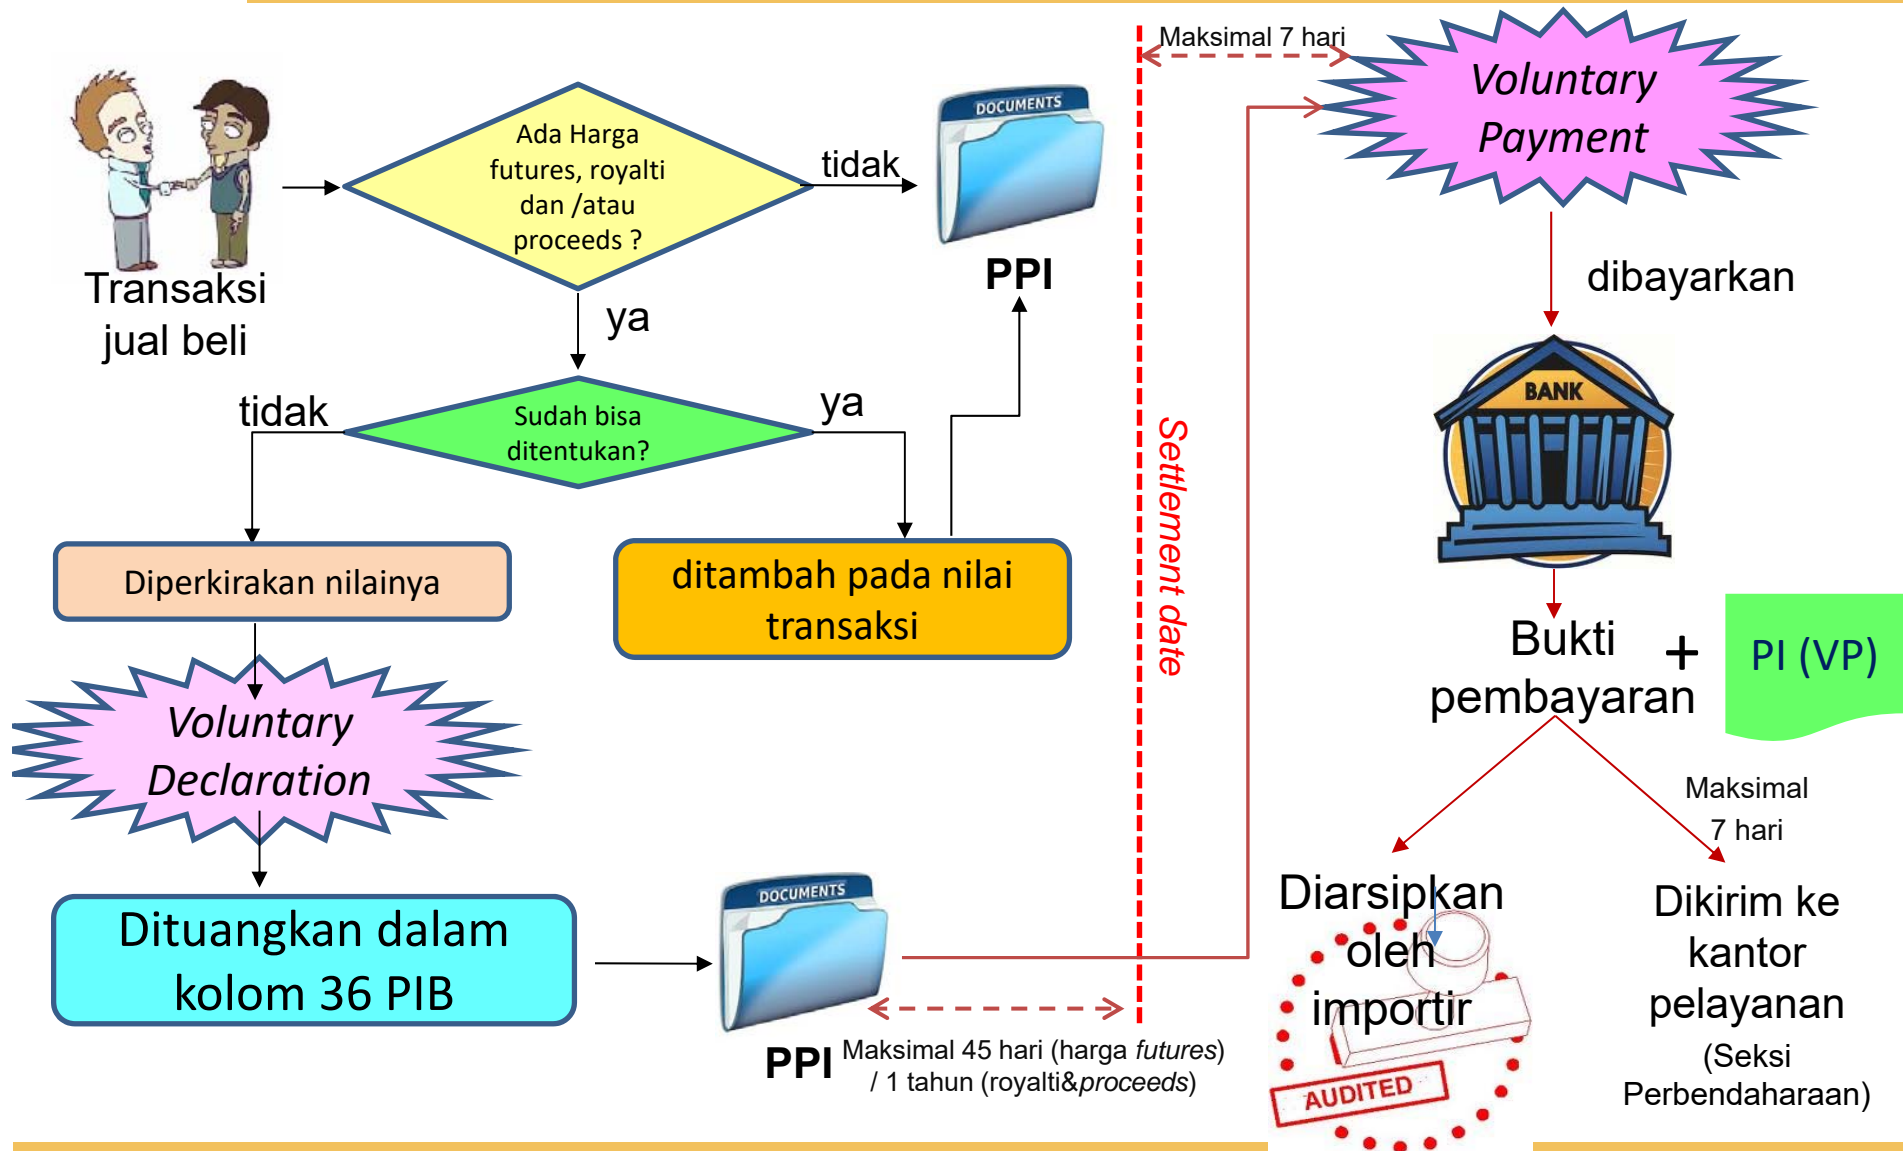 Maksimal 7 hari
Voluntary
Payment
Ada Harga
futures, royalti
dan /atau
proceeds ?
tidak
DOCUMENTS
PPI
Transaksi
jual beli
ya
dibayarkan
BANK
tidak
Sudah bisa
ditentukan?
ya
Settlement date
Diperkirakan nilainya
ditambah pada nilai
transaksi
Bukti
pembayaran
+
PI (VP)
Voluntary
Declaration
Maksimal
7 hari
Dituangkan dalam
kolom 36 PIB
DOCUMENTS
PPI
Maksimal 45 hari (harga futures)
/ 1 tahun (royalti&proceeds)
Diarsipkan
oleh
importir
AUDITED
Dikirim ke
kantor
pelayanan
(Seksi
Perbendaharaan)